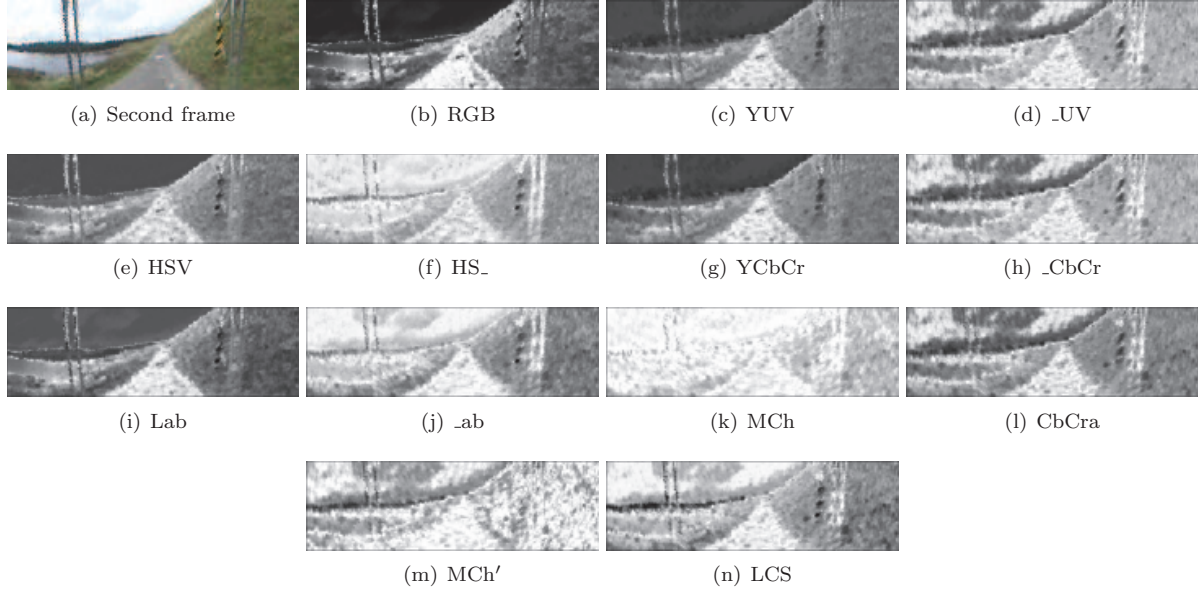 (a) Second frame
(b) RGB
(c) YUV
(d) _UV
(e) HSV
(f) HS_
(g) YCbCr
(h) _CbCr
(i) Lab
(j) _ab
(k) MCh
(l) CbCra
(m) MCh′
(n) LCS